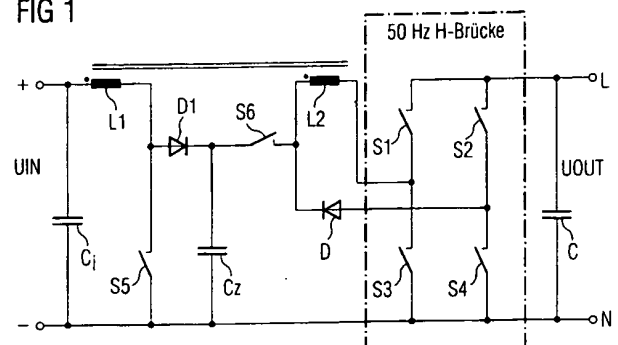 FIG 1
50 Hz H-Brücke
+
L1
D1
S6
L2
S1
S2
L
UIN
UOUT
Ci
S5
Cz
D
S3
S4
C
−
N